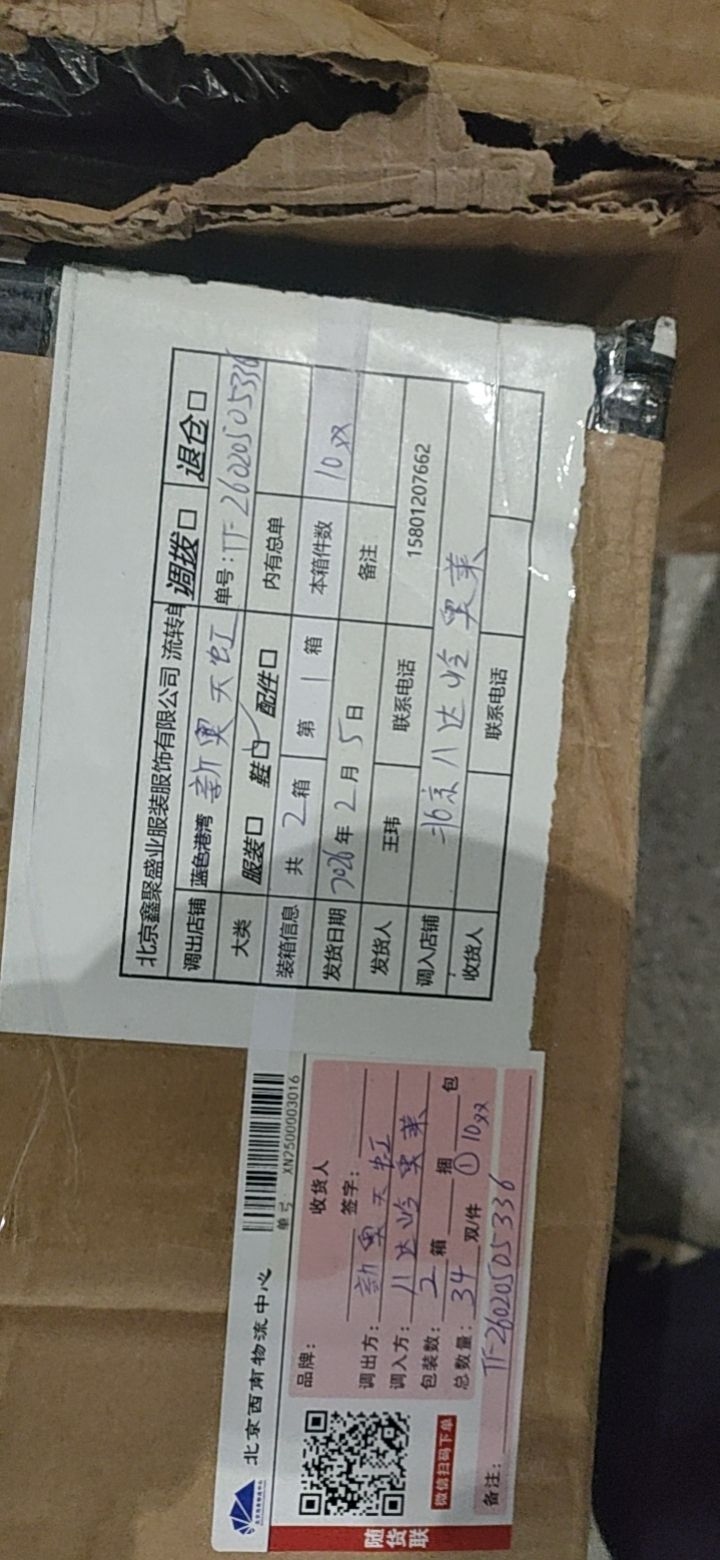 北京鑫聚盛业服装服饰有限公司 流转单
调拨□ 退仓□
调出店铺 蓝色港湾 新奥天虹 单号:TF-26020505336
大类 服装□ 鞋□ 配件□ 内有总单
装箱信息 共 2 箱 第 1 箱 本箱件数 10双
发货日期 2026年 2月 5日 备注
发货人 王玮 联系电话 15801207662
调入店铺 北京八达岭奥莱
收货人 联系电话
北京西南物流中心
单号: XN2500003016
品牌: 收货人
签字:
调出方: 新奥天虹
调入方: 八达岭奥莱
包装数: 2 箱 捆 包
总数量: 34 双/件 ① 10双
备注: TF-26020505336
微信扫码下单
随货联